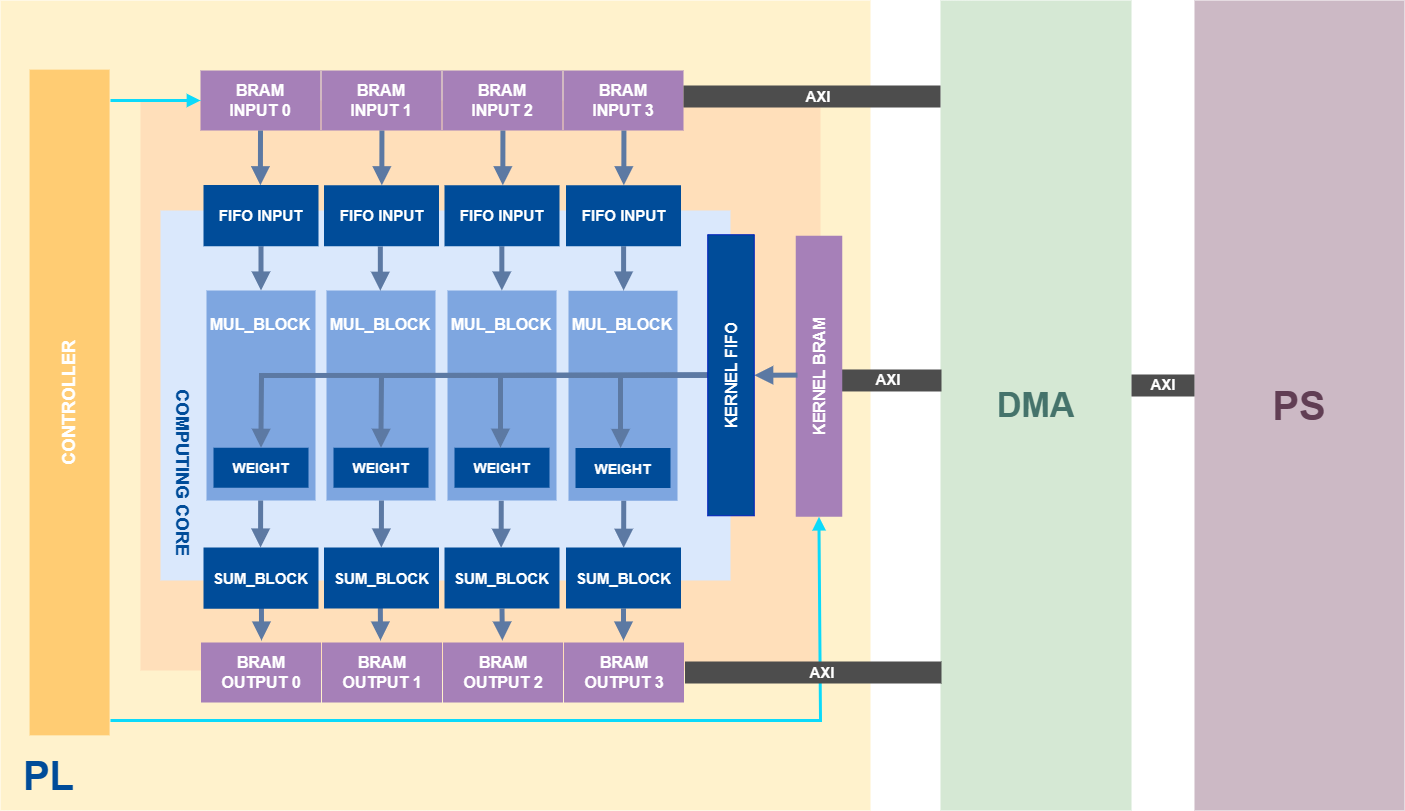 BRAM
INPUT 0
BRAM
INPUT 1
BRAM
INPUT 2
BRAM
INPUT 3
AXI
FIFO INPUT
FIFO INPUT
FIFO INPUT
FIFO INPUT
MUL_BLOCK
MUL_BLOCK
MUL_BLOCK
MUL_BLOCK
CONTROLLER
COMPUTING CORE
KERNEL FIFO
KERNEL BRAM
AXI
DMA
AXI
PS
WEIGHT
WEIGHT
WEIGHT
WEIGHT
SUM_BLOCK
SUM_BLOCK
SUM_BLOCK
SUM_BLOCK
BRAM
OUTPUT 0
BRAM
OUTPUT 1
BRAM
OUTPUT 2
BRAM
OUTPUT 3
AXI
PL